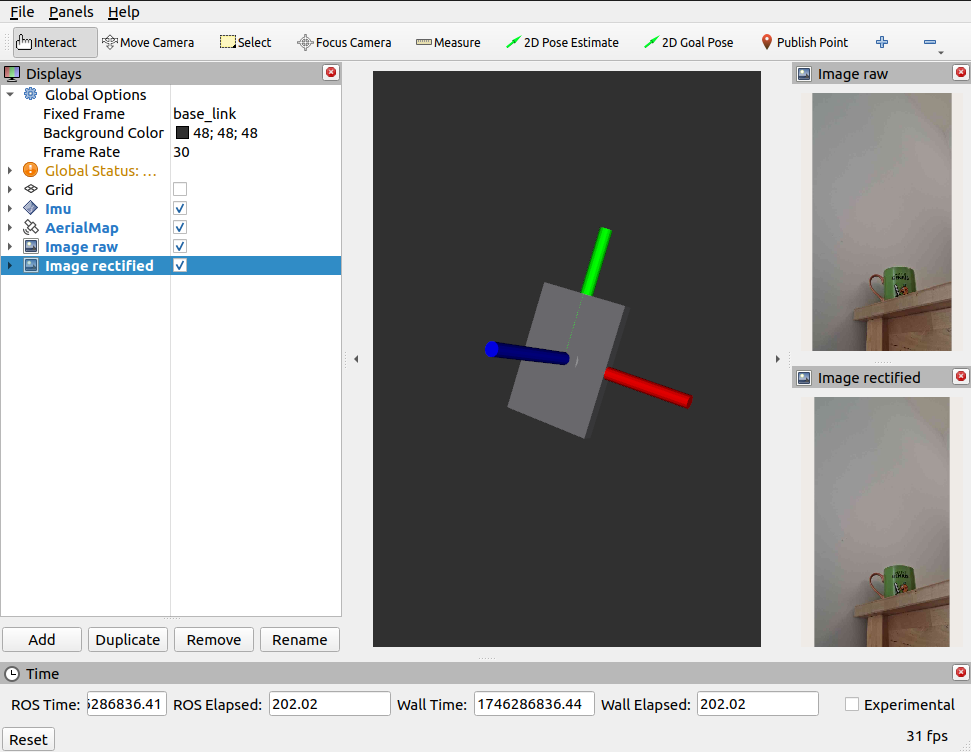 File Panels Help
Interact Move Camera Select Focus Camera Measure 2D Pose Estimate 2D Goal Pose Publish Point
Displays
Global Options
Fixed Frame base_link
Background Color 48; 48; 48
Frame Rate 30
Global Status: ...
Grid
Imu
AerialMap
Image raw
Image rectified
Add Duplicate Remove Rename
Image raw
Image rectified
Time
ROS Time: 286836.41 ROS Elapsed: 202.02 Wall Time: 1746286836.44 Wall Elapsed: 202.02 Experimental
Reset 31 fps